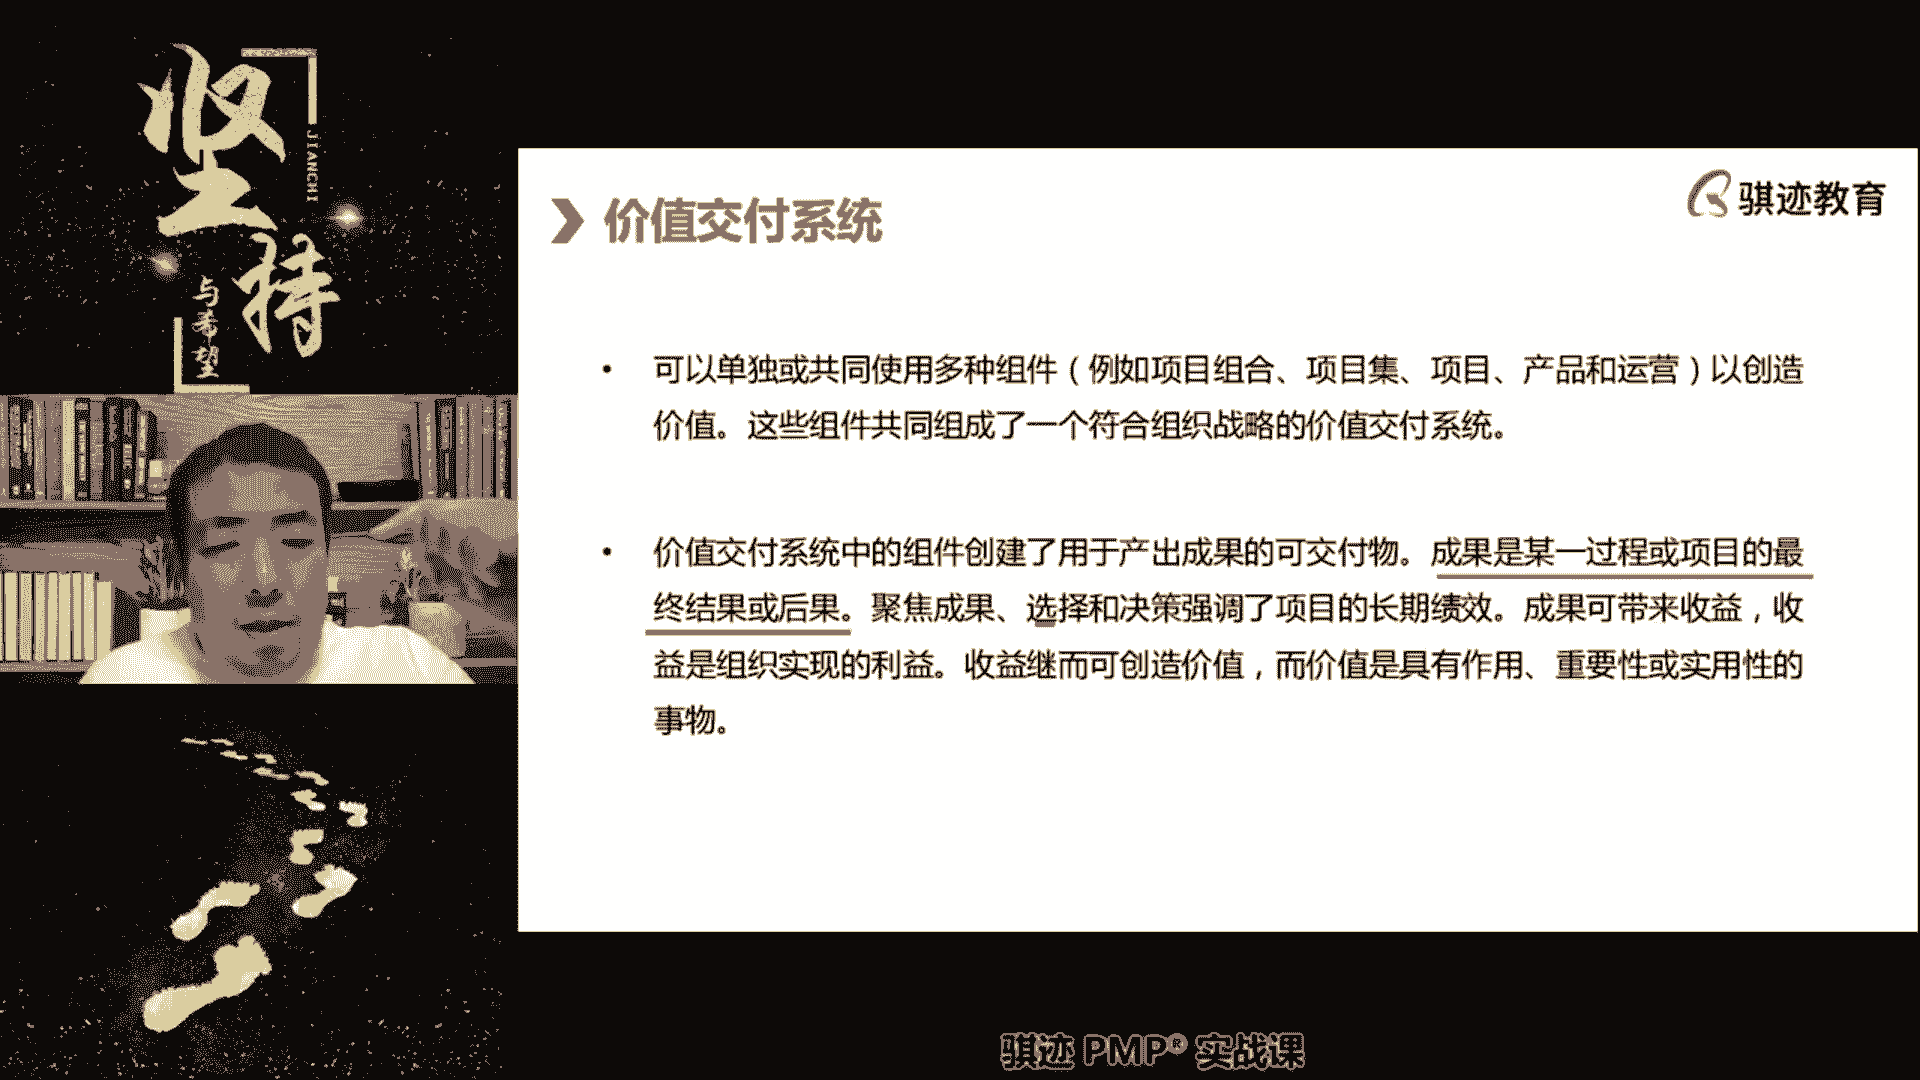 坚持
JIANCHI
与希望
骐迹教育
价值交付系统
• 可以单独或共同使用多种组件（例如项目组合、项目集、项目、产品和运营）以创造
价值。这些组件共同组成了一个符合组织战略的价值交付系统。
• 价值交付系统中的组件创建了用于产出成果的可交付物。成果是某一过程或项目的最
终结果或后果。聚焦成果、选择和决策强调了项目的长期绩效。成果可带来收益，收
益是组织实现的利益。收益继而可创造价值，而价值是具有作用、重要性或实用性的
事物。
骐迹 PMP® 实战课